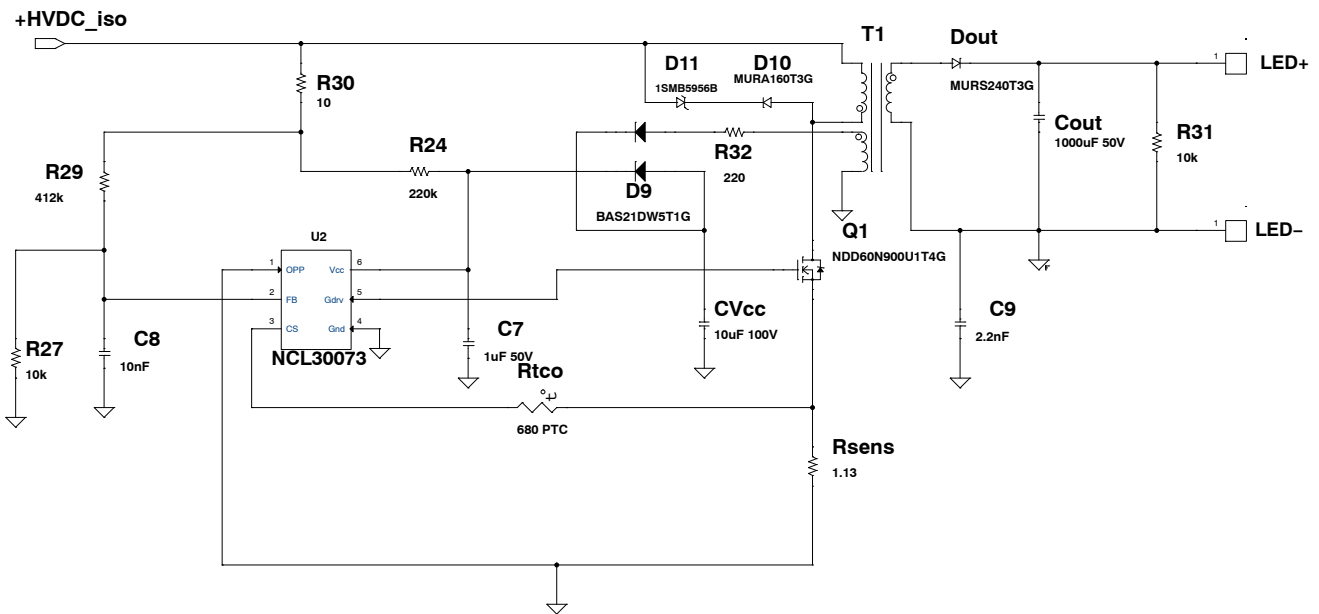 +HVDC_iso
T1
Dout
MURS240T3G
1
LED+
D11
1SMB5956B
D10
MURA160T3G
R30
10
R24
220k
R32
220
Cout
1000uF 50V
R31
10k
R29
412k
D9
BAS21DW5T1G
Q1
NDD60N900U1T4G
1
LED–
U2
1 OPP Vcc 6
2 FB Gdrv 5
3 CS Gnd 4
NCL30073
C8
10nF
R27
10k
C7
1uF 50V
CVcc
10uF 100V
C9
2.2nF
Rtco
°t
680 PTC
Rsens
1.13